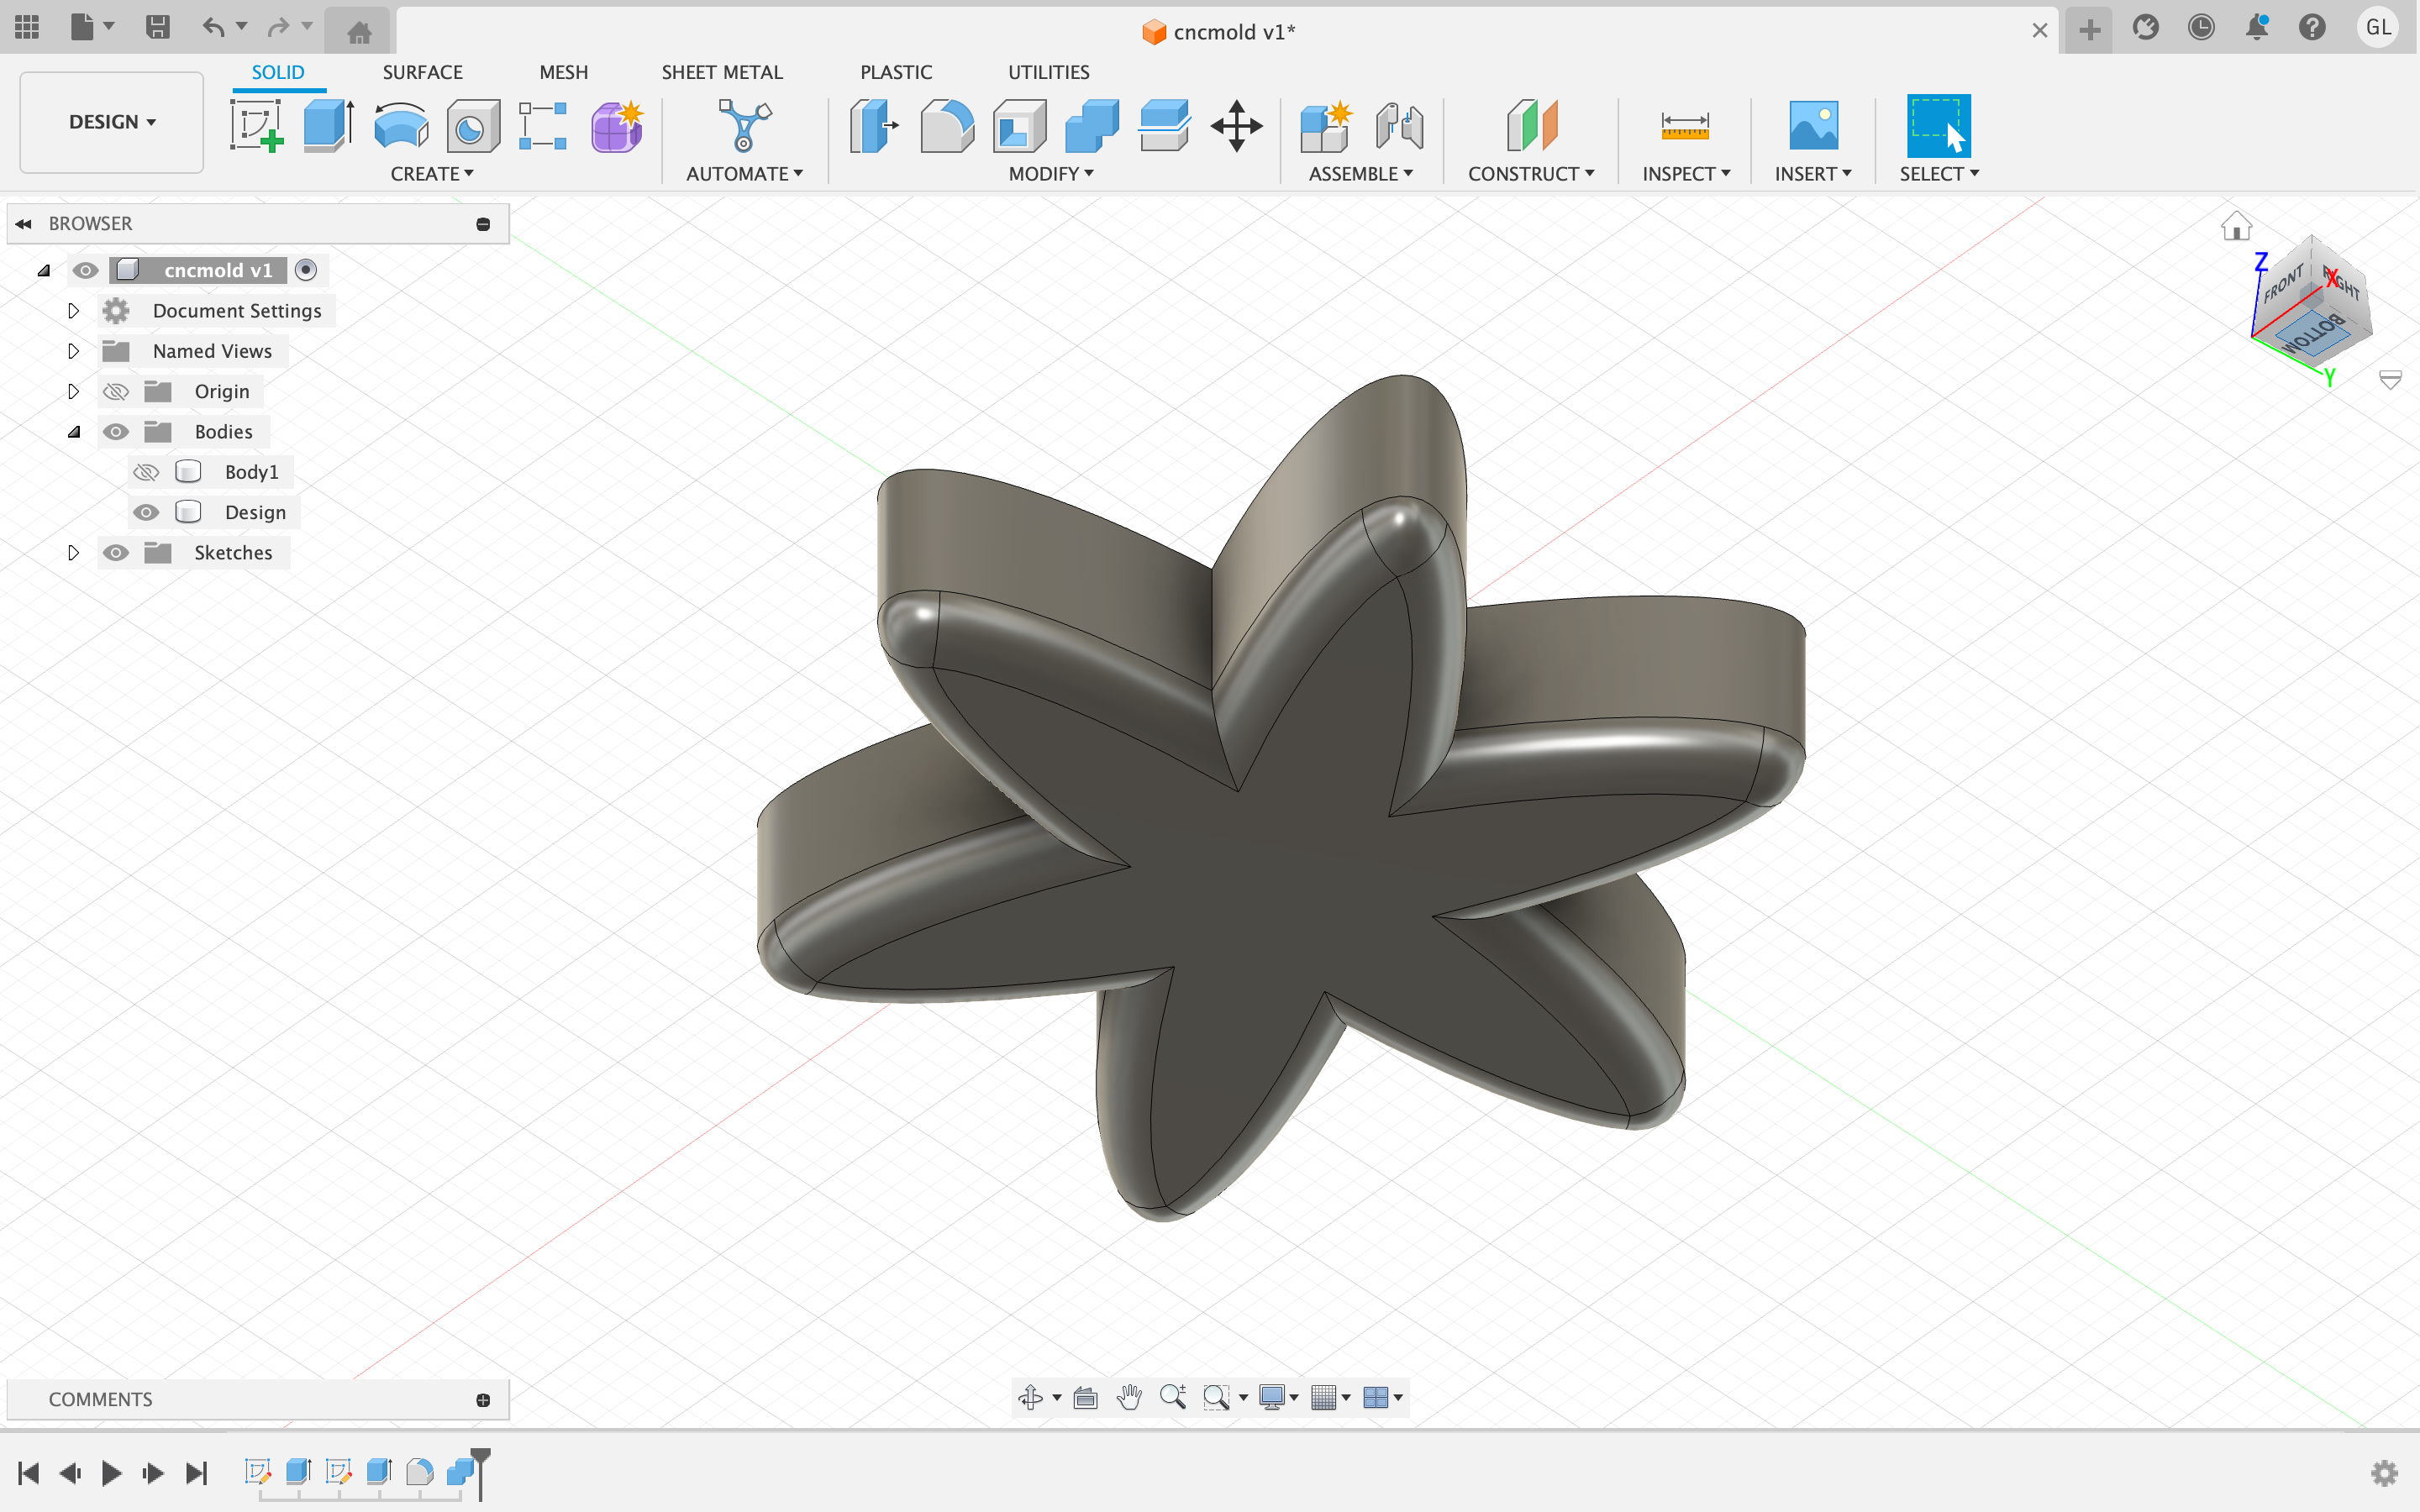 cncmold v1*
GL
SOLID SURFACE MESH SHEET METAL PLASTIC UTILITIES
DESIGN
CREATE AUTOMATE MODIFY ASSEMBLE CONSTRUCT INSPECT INSERT SELECT
BROWSER
cncmold v1
Document Settings
Named Views
Origin
Bodies
Body1
Design
Sketches
Z
FRONT
RIGHT
X
BOTTOM
Y
COMMENTS